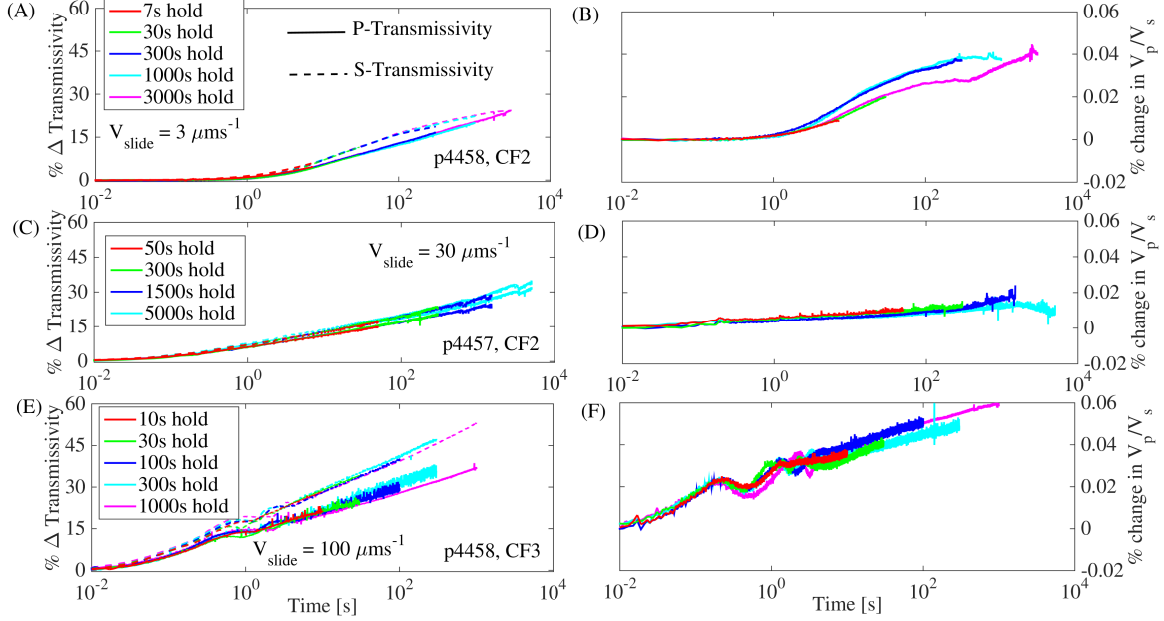 (A)
60
45
30
15
0
% Δ Transmissivity
7s hold
30s hold
300s hold
1000s hold
3000s hold
P-Transmissivity
S-Transmissivity
V_slide = 3 μms^-1
p4458, CF2
10^-2 10^0 10^2 10^4
(B)
0.06
0.04
0.02
0
-0.02
% change in V_p/V_s
10^-2 10^0 10^2 10^4
(C)
60
45
30
15
0
% Δ Transmissivity
50s hold
300s hold
1500s hold
5000s hold
V_slide = 30 μms^-1
p4457, CF2
10^-2 10^0 10^2 10^4
(D)
0.06
0.04
0.02
0
-0.02
% change in V_p/V_s
10^-2 10^0 10^2 10^4
(E)
60
45
30
15
0
% Δ Transmissivity
10s hold
30s hold
100s hold
300s hold
1000s hold
V_slide = 100 μms^-1
p4458, CF3
10^-2 10^0 10^2 10^4
Time [s]
(F)
0.06
0.04
0.02
0
-0.02
% change in V_p/V_s
10^-2 10^0 10^2 10^4
Time [s]